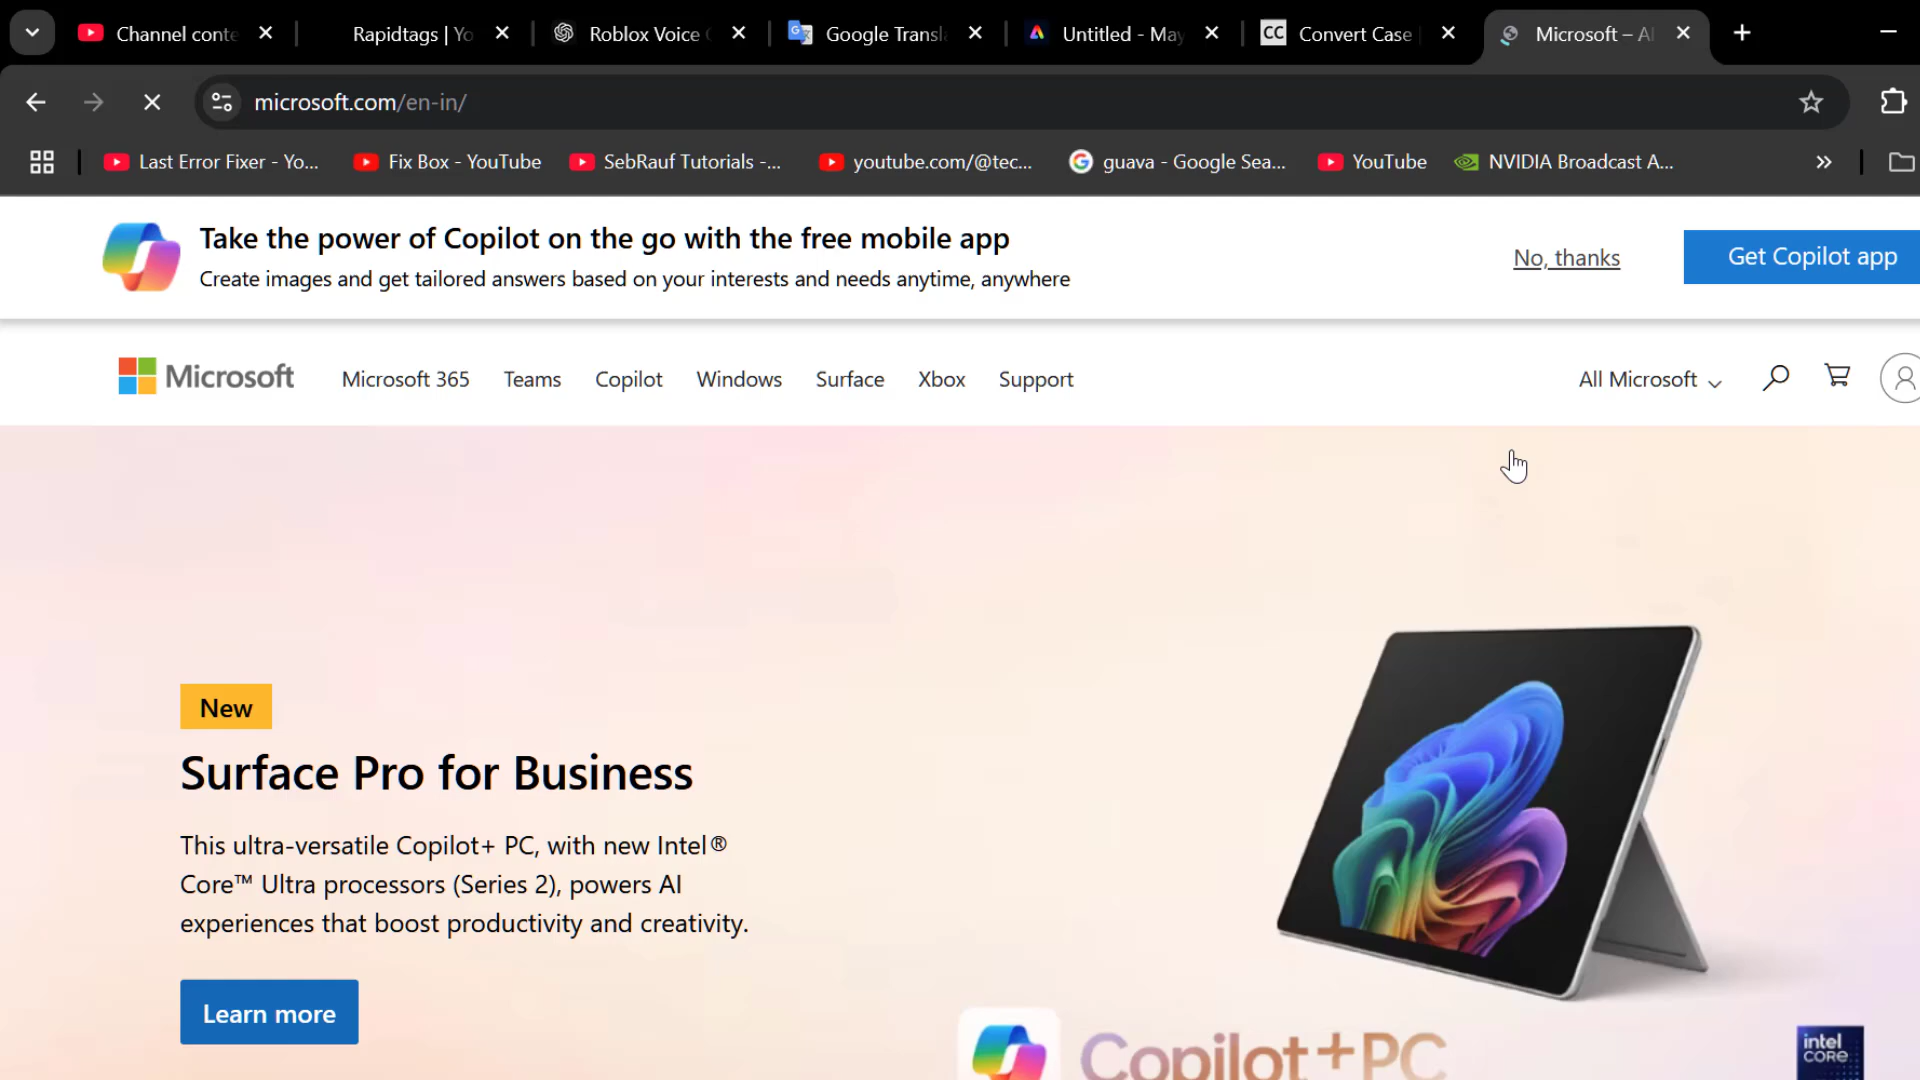 Channel conte
Rapidtags | Yo
Roblox Voice
Google Transl
Untitled - May
CC
Convert Case
Microsoft – AI
microsoft.com/en-in/
Last Error Fixer - Yo...
Fix Box - YouTube
SebRauf Tutorials -...
youtube.com/@tec...
guava - Google Sea...
YouTube
NVIDIA Broadcast A...
Take the power of Copilot on the go with the free mobile app
Create images and get tailored answers based on your interests and needs anytime, anywhere
No, thanks
Get Copilot app
Microsoft
Microsoft 365
Teams
Copilot
Windows
Surface
Xbox
Support
All Microsoft
New
Surface Pro for Business
This ultra-versatile Copilot+ PC, with new Intel®
Core™ Ultra processors (Series 2), powers AI
experiences that boost productivity and creativity.
Learn more
Copilot+PC
intel
CORE